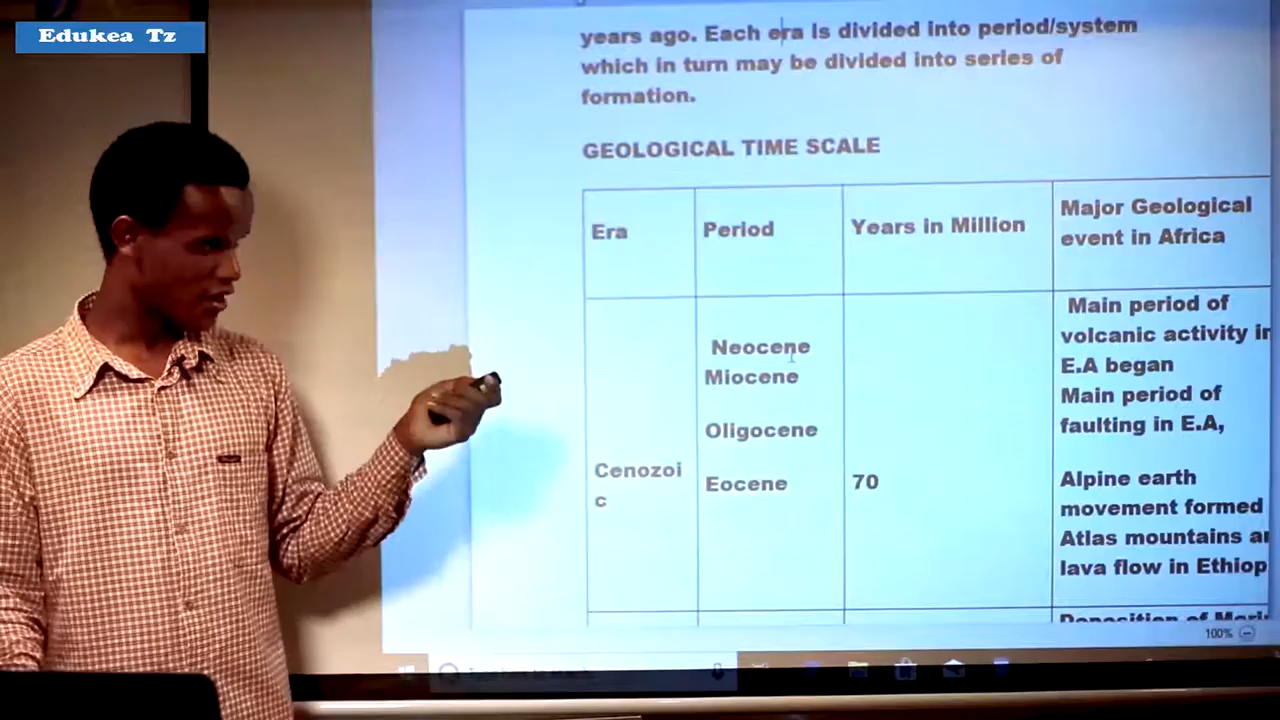 Edukea Tz
years ago. Each era is divided into period/system
which in turn may be divided into series of
formation.
GEOLOGICAL TIME SCALE
Era
Period
Years in Million
Major Geological
event in Africa
Cenozoi
c
Neocene
Miocene
Oligocene
Eocene
70
Main period of
volcanic activity in
E.A began
Main period of
faulting in E.A,
Alpine earth
movement formed
Atlas mountains
lava flow in Ethiop
100%